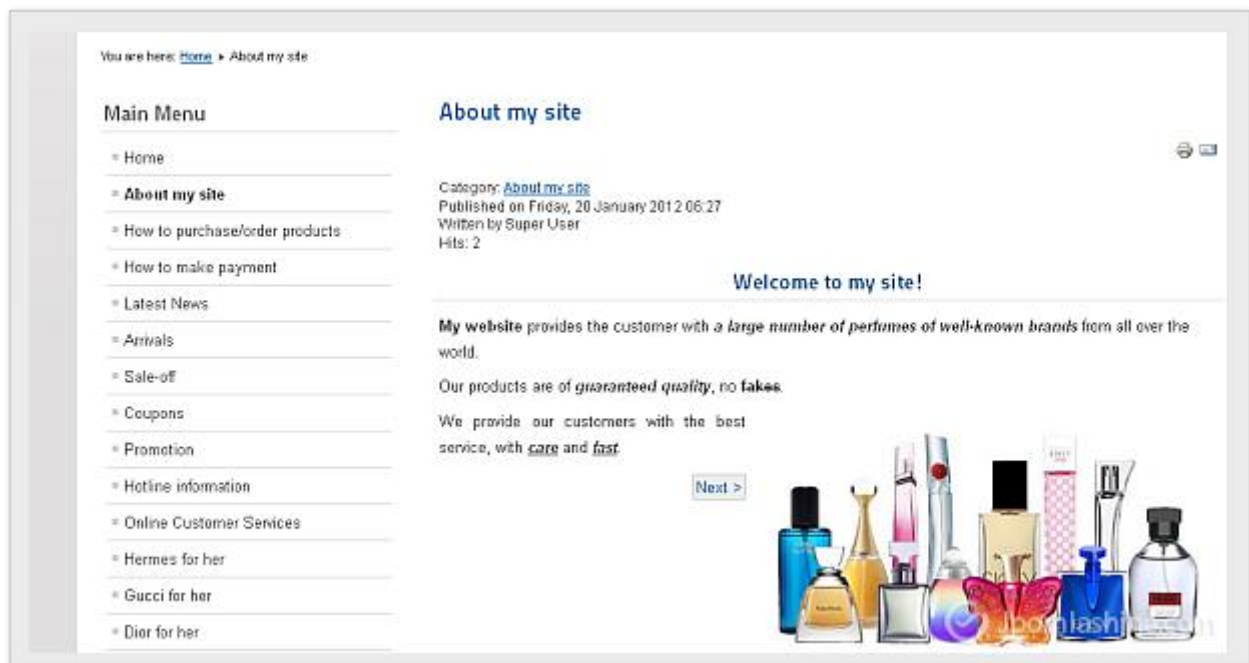 You are here: Home ▸ About my site
Main Menu
Home
About my site
How to purchase/order products
How to make payment
Latest News
Arrivals
Sale-off
Coupons
Promotion
Hotline information
Online Customer Services
Hermes for her
Gucci for her
Dior for her
About my site
Category: About my site
Published on Friday, 20 January 2012 06:27
Written by Super User
Hits: 2
Welcome to my site!
My website provides the customer with a large number of perfumes of well-known brands from all over the
world.
Our products are of guaranteed quality, no fakes.
We provide our customers with the best
service, with care and fast.
Next >